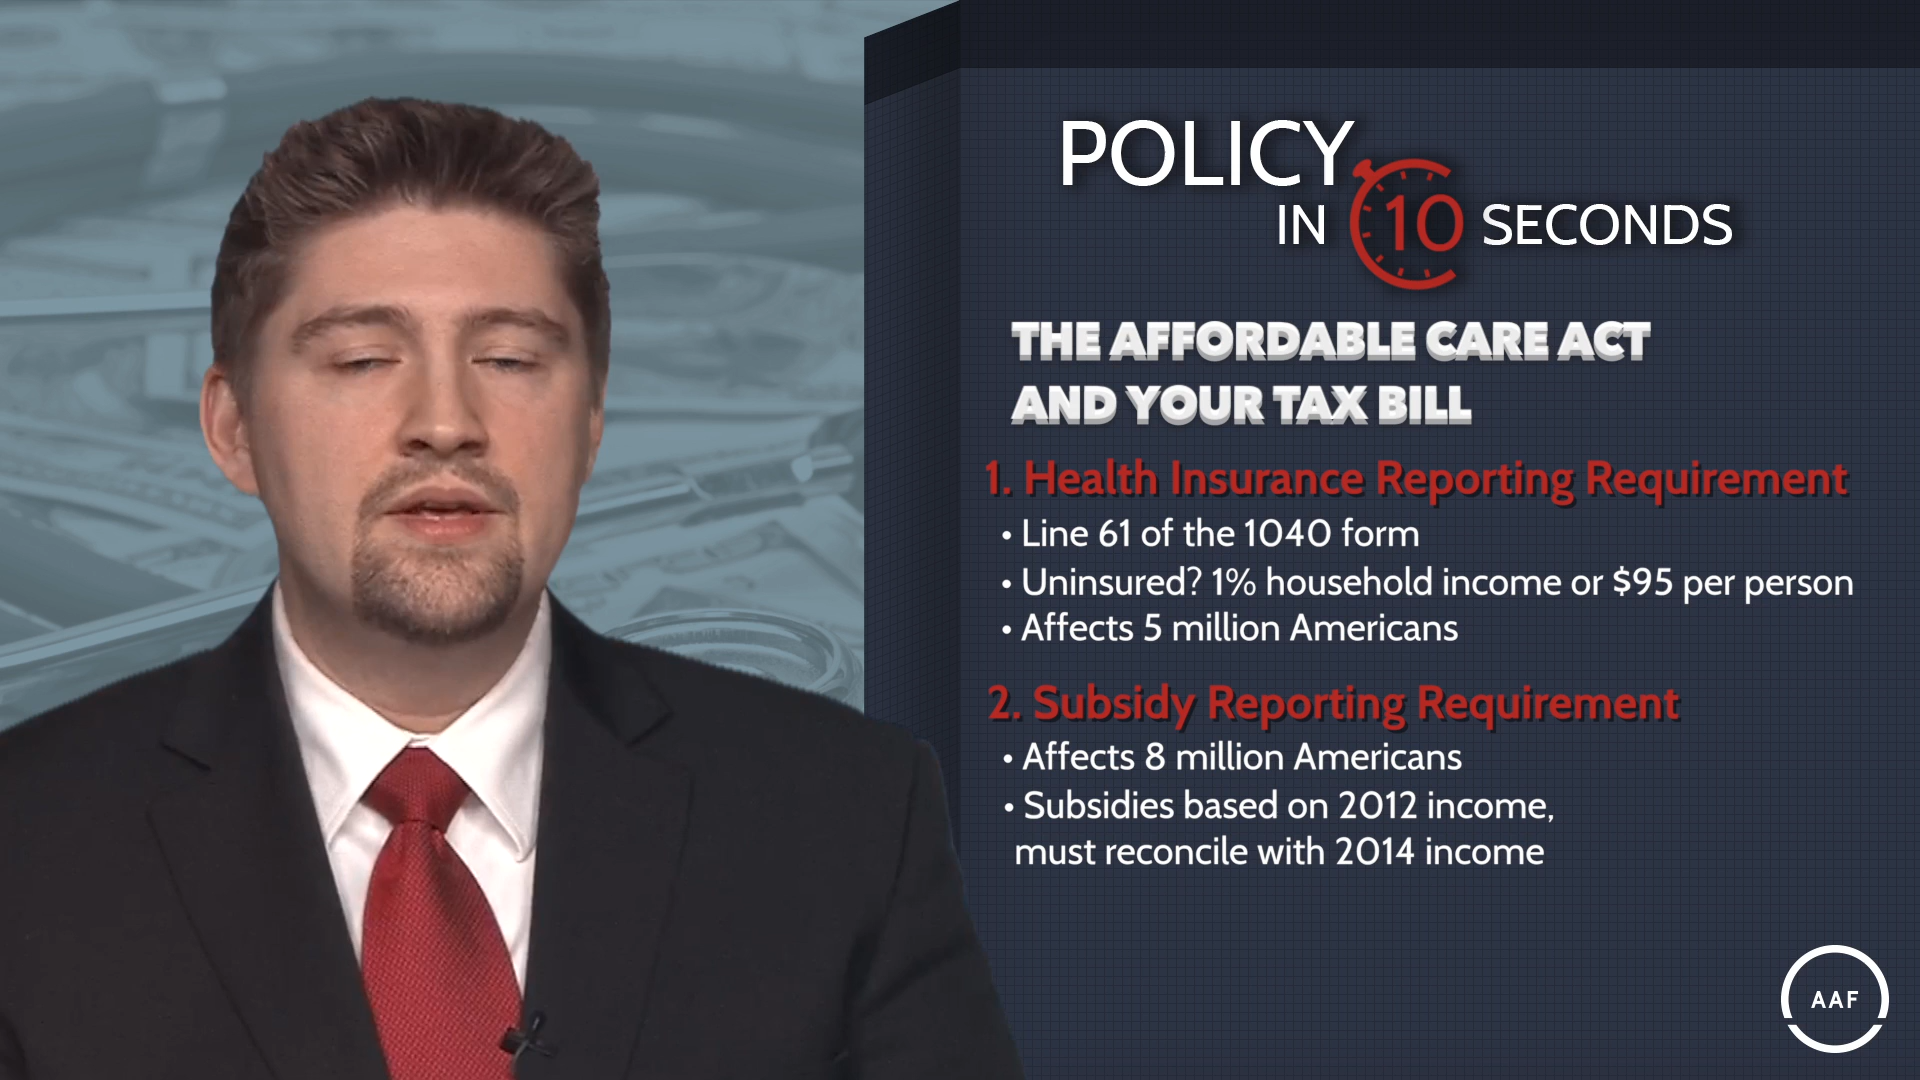 POLICY
IN 10 SECONDS
THE AFFORDABLE CARE ACT
AND YOUR TAX BILL
1. Health Insurance Reporting Requirement
• Line 61 of the 1040 form
• Uninsured? 1% household income or $95 per person
• Affects 5 million Americans
2. Subsidy Reporting Requirement
• Affects 8 million Americans
• Subsidies based on 2012 income,
must reconcile with 2014 income
AAF